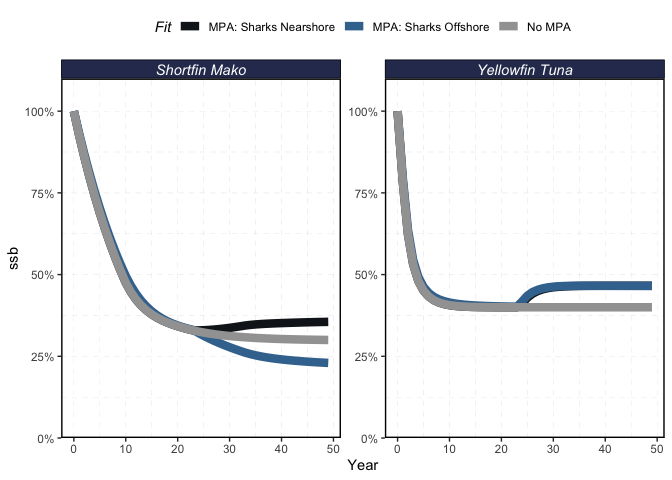 Fit MPA: Sharks Nearshore MPA: Sharks Offshore No MPA
Shortfin Mako Yellowfin Tuna
ssb
100% 100%
75% 75%
50% 50%
25% 25%
0% 0%
0 10 20 30 40 50 0 10 20 30 40 50
Year